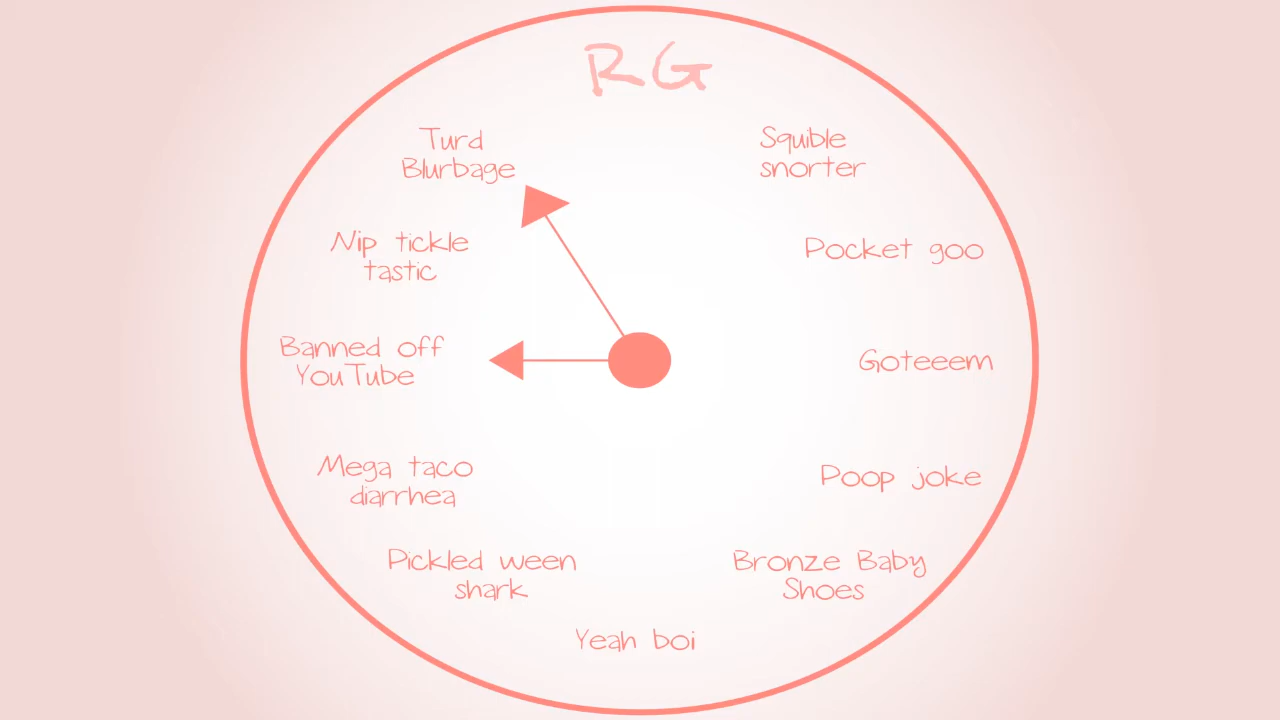 RG
Turd
Blurbage
Squible
snorter
Nip tickle
tastic
Pocket goo
Banned off
YouTube
Goteeem
Mega taco
diarrhea
Poop joke
Pickled ween
shark
Bronze Baby
Shoes
Yeah boi